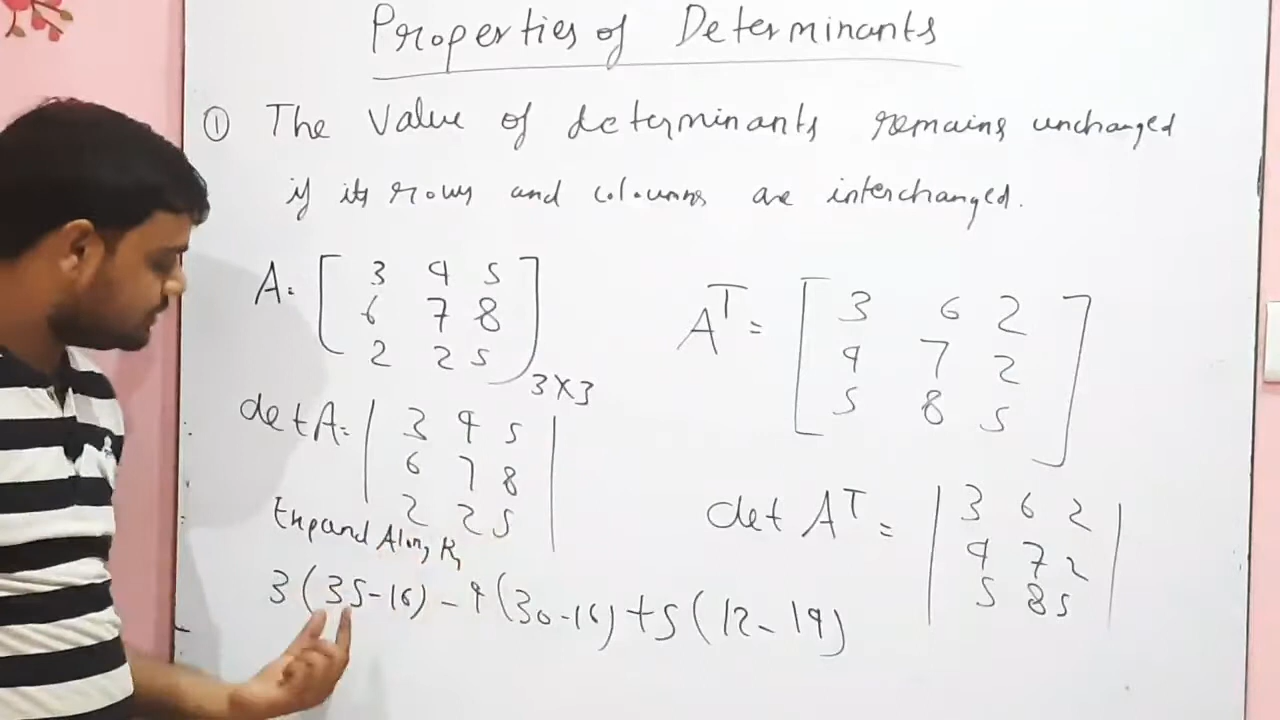 Properties of Determinants
① The value of determinants remains unchanged
if its rows and columns are interchanged.
A = [ 3 4 5
6 7 8
2 2 5 ] 3×3
det A = | 3 4 5
6 7 8
2 2 5 |
Expand Along R₁
3 (35-16) - 4 (30-16) + 5 (12-14)
Aᵀ = [ 3 6 2
4 7 2
5 8 5 ]
det Aᵀ = | 3 6 2
4 7 2
5 8 5 |